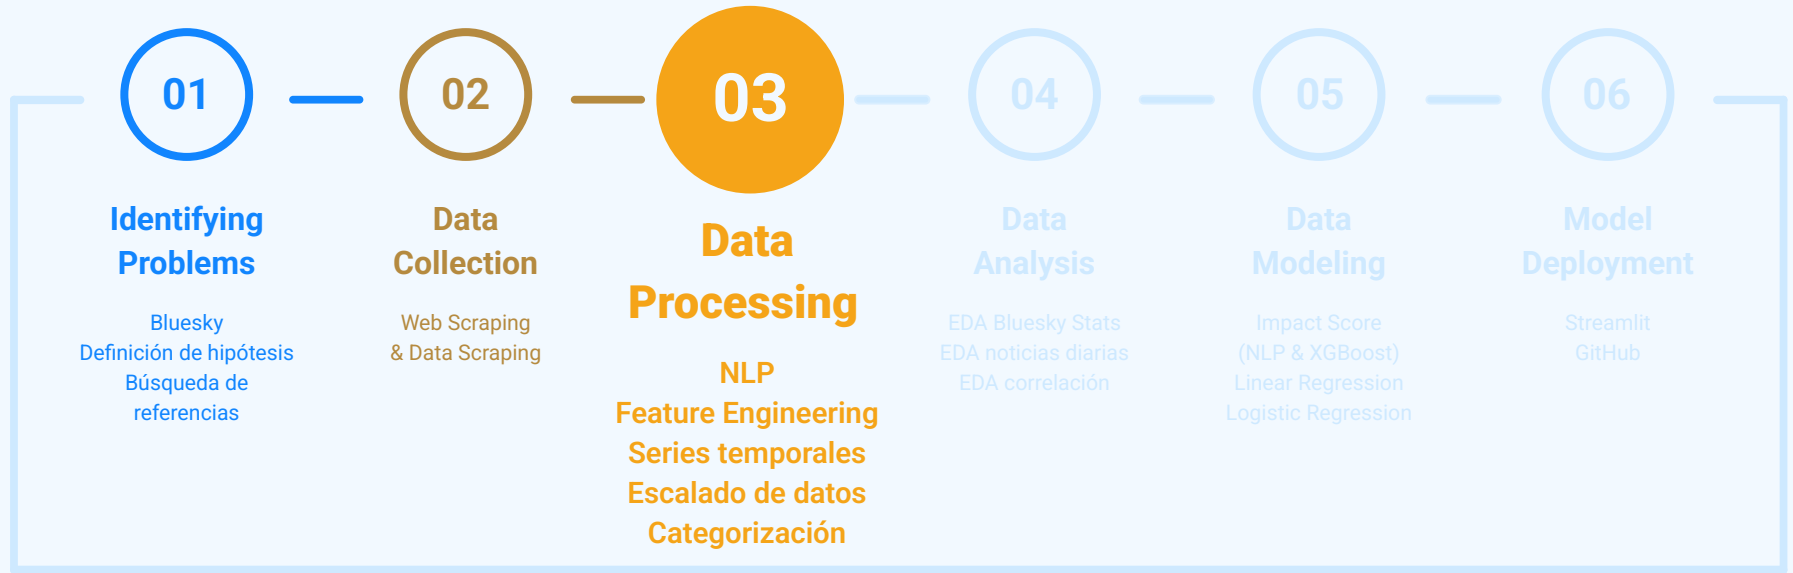 01
Identifying
Problems
Bluesky
Definición de hipótesis
Búsqueda de
referencias
02
Data
Collection
Web Scraping
& Data Scraping
03
Data
Processing
NLP
Feature Engineering
Series temporales
Escalado de datos
Categorización
04
Data
Analysis
EDA Bluesky Stats
EDA noticias diarias
EDA correlación
05
Data
Modeling
Impact Score
(NLP & XGBoost)
Linear Regression
Logistic Regression
06
Model
Deployment
Streamlit
GitHub